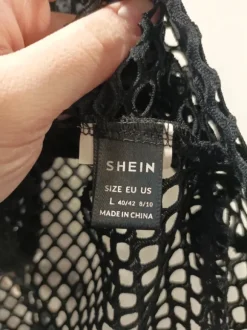 SHEIN
SIZE EU US
L 40/42 8/10
MADE IN CHINA